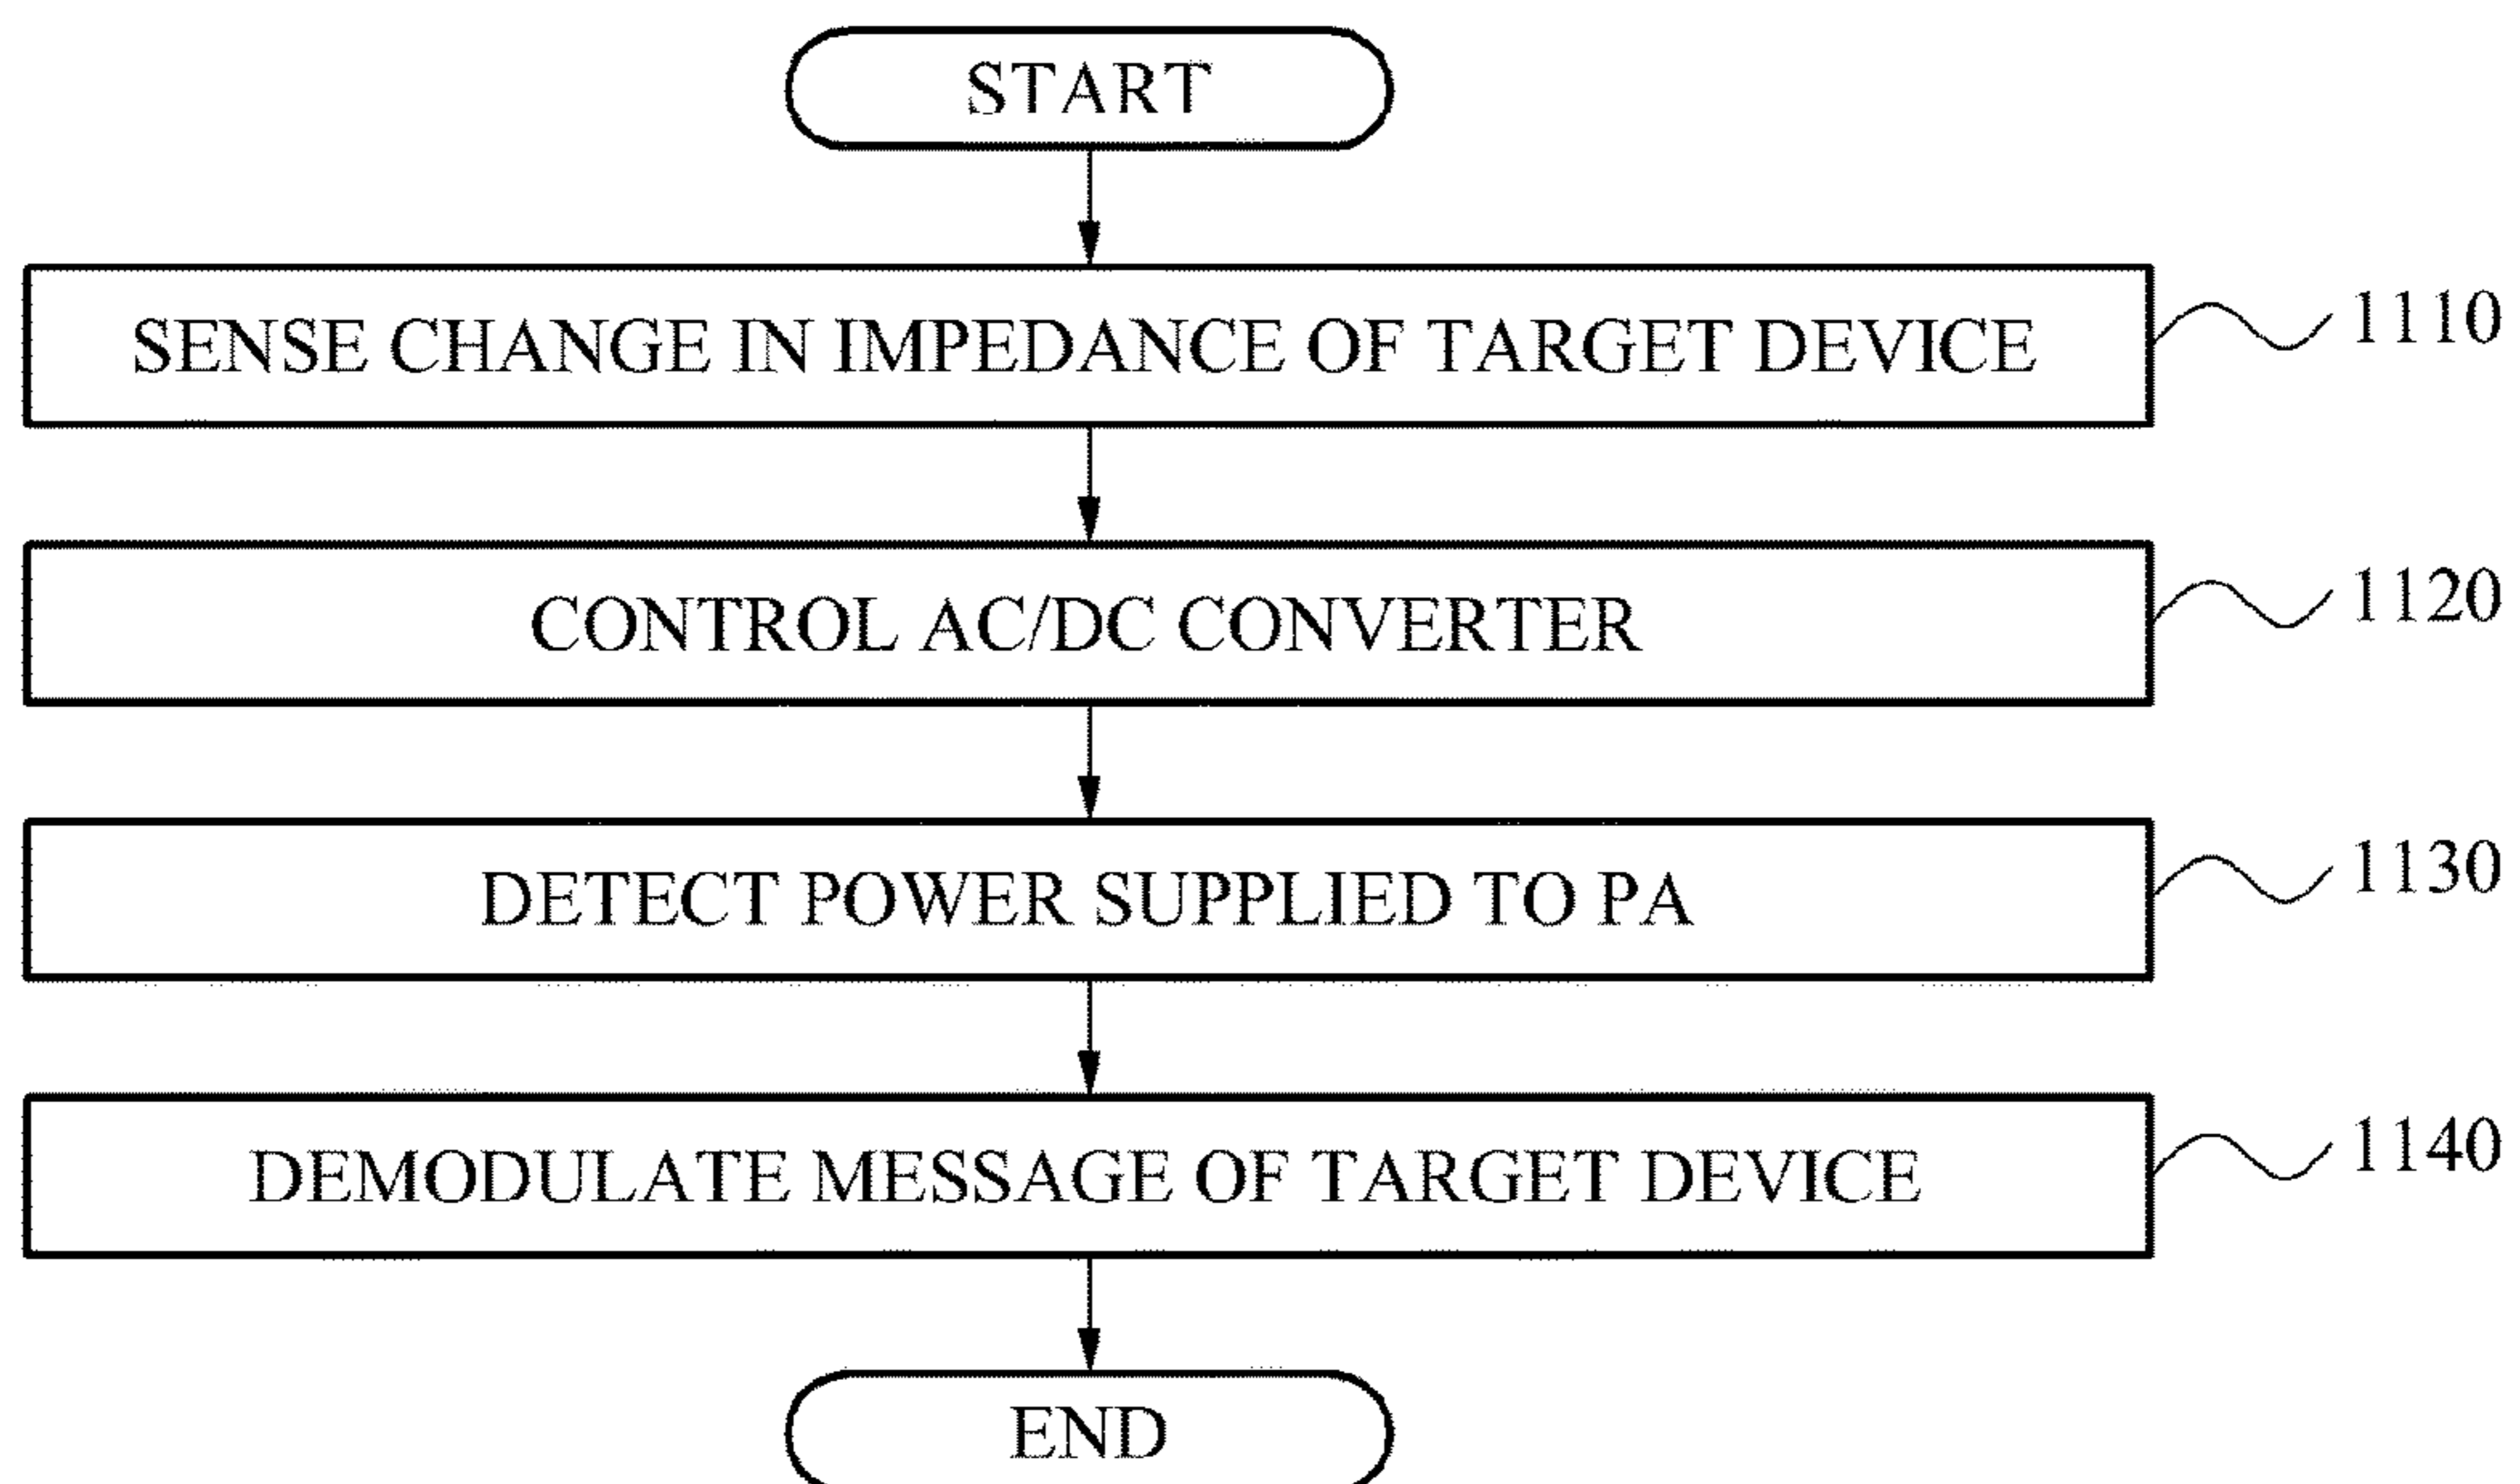 START
SENSE CHANGE IN IMPEDANCE OF TARGET DEVICE
1110
CONTROL AC/DC CONVERTER
1120
DETECT POWER SUPPLIED TO PA
1130
DEMODULATE MESSAGE OF TARGET DEVICE
1140
END